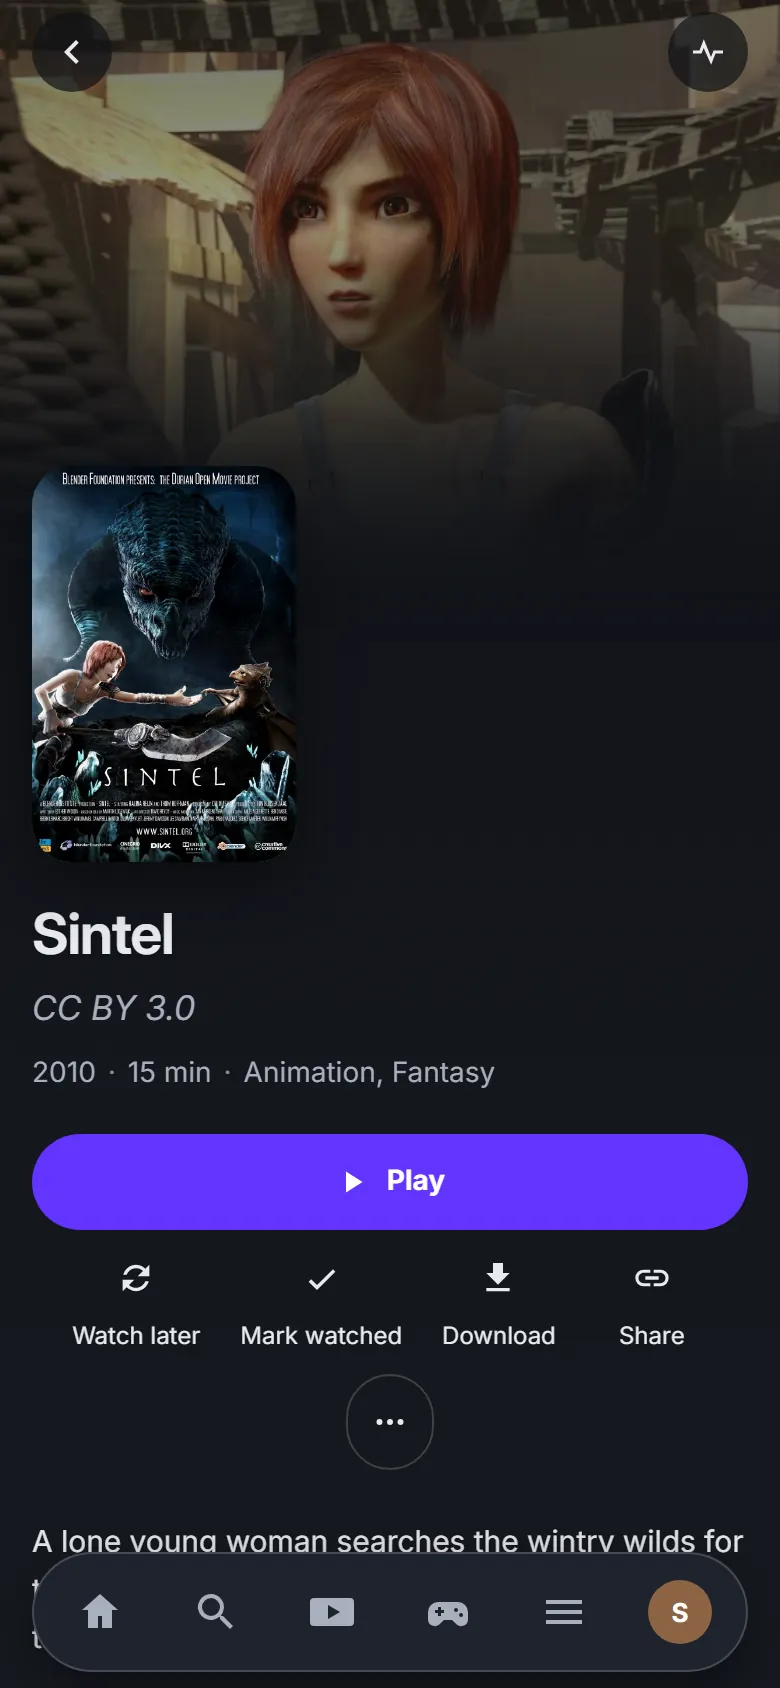 BLENDER FOUNDATION PRESENTS: THE DURIAN OPEN MOVIE PROJECT
SINTEL
WWW.SINTEL.ORG
Sintel
CC BY 3.0
2010 · 15 min · Animation, Fantasy
Play
Watch later
Mark watched
Download
Share
A lone young woman searches the wintry wilds for
S